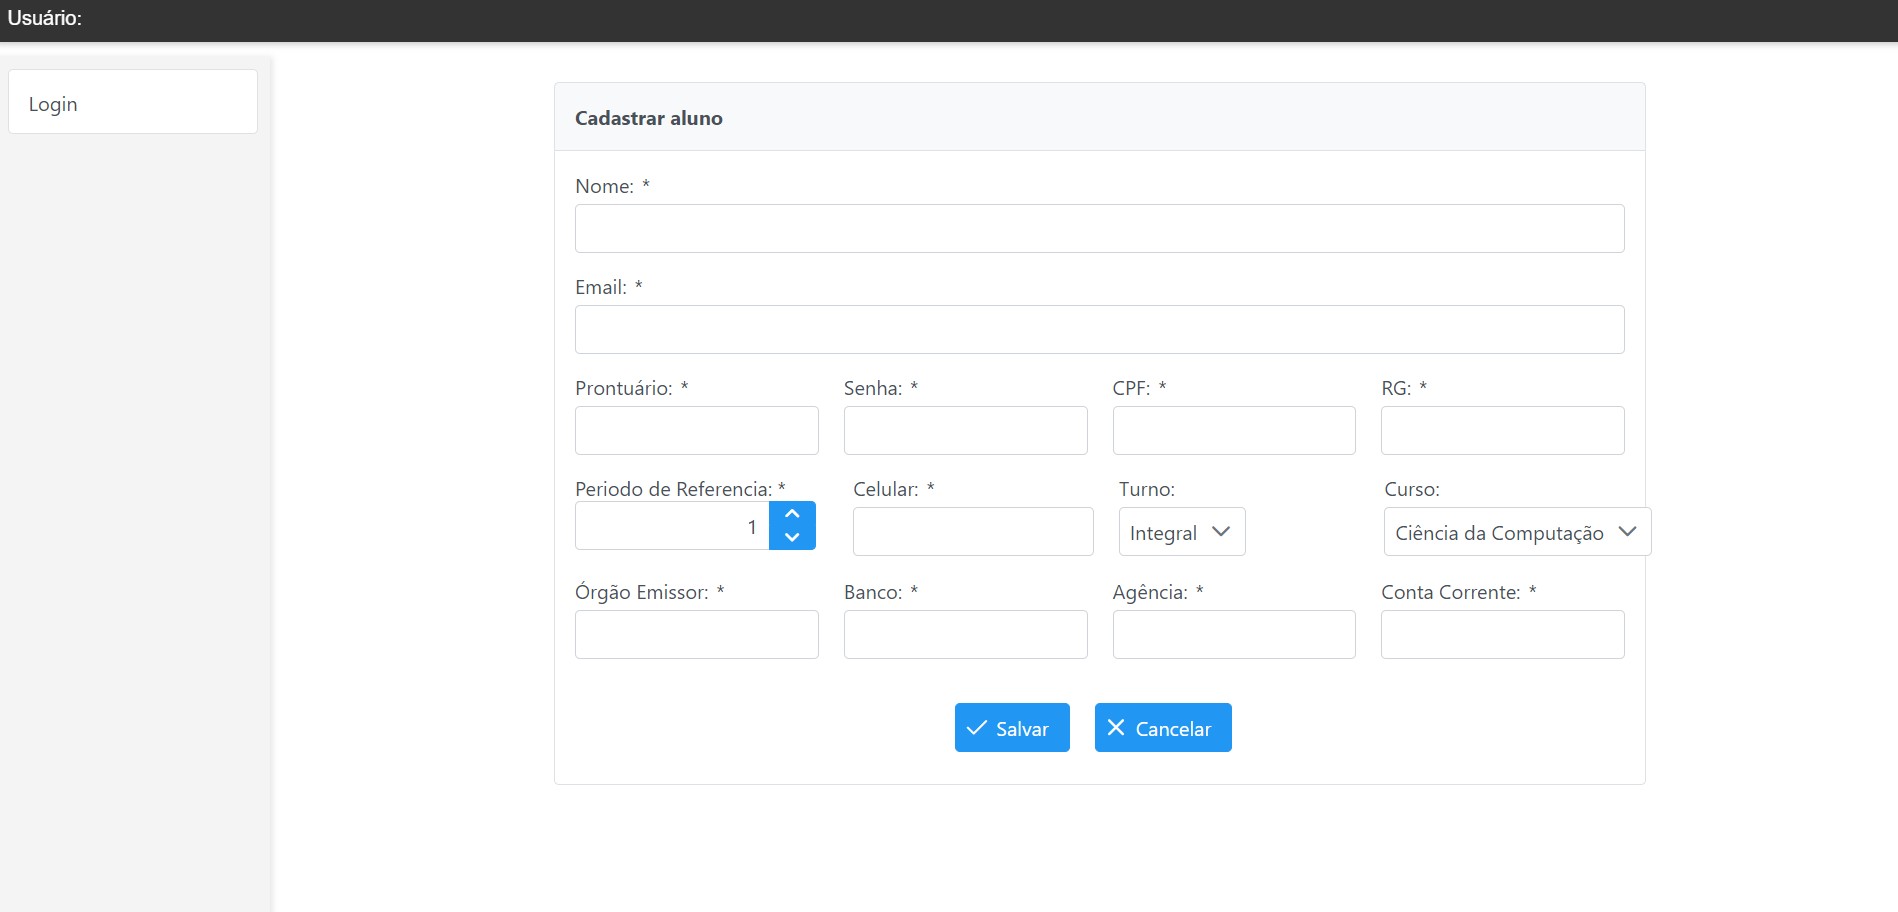 Usuário:
Login
Cadastrar aluno
Nome: *
Email: *
Prontuário: * Senha: * CPF: * RG: *
Periodo de Referencia: * Celular: * Turno: Curso:
1 Integral Ciência da Computação
Órgão Emissor: * Banco: * Agência: * Conta Corrente: *
Salvar Cancelar